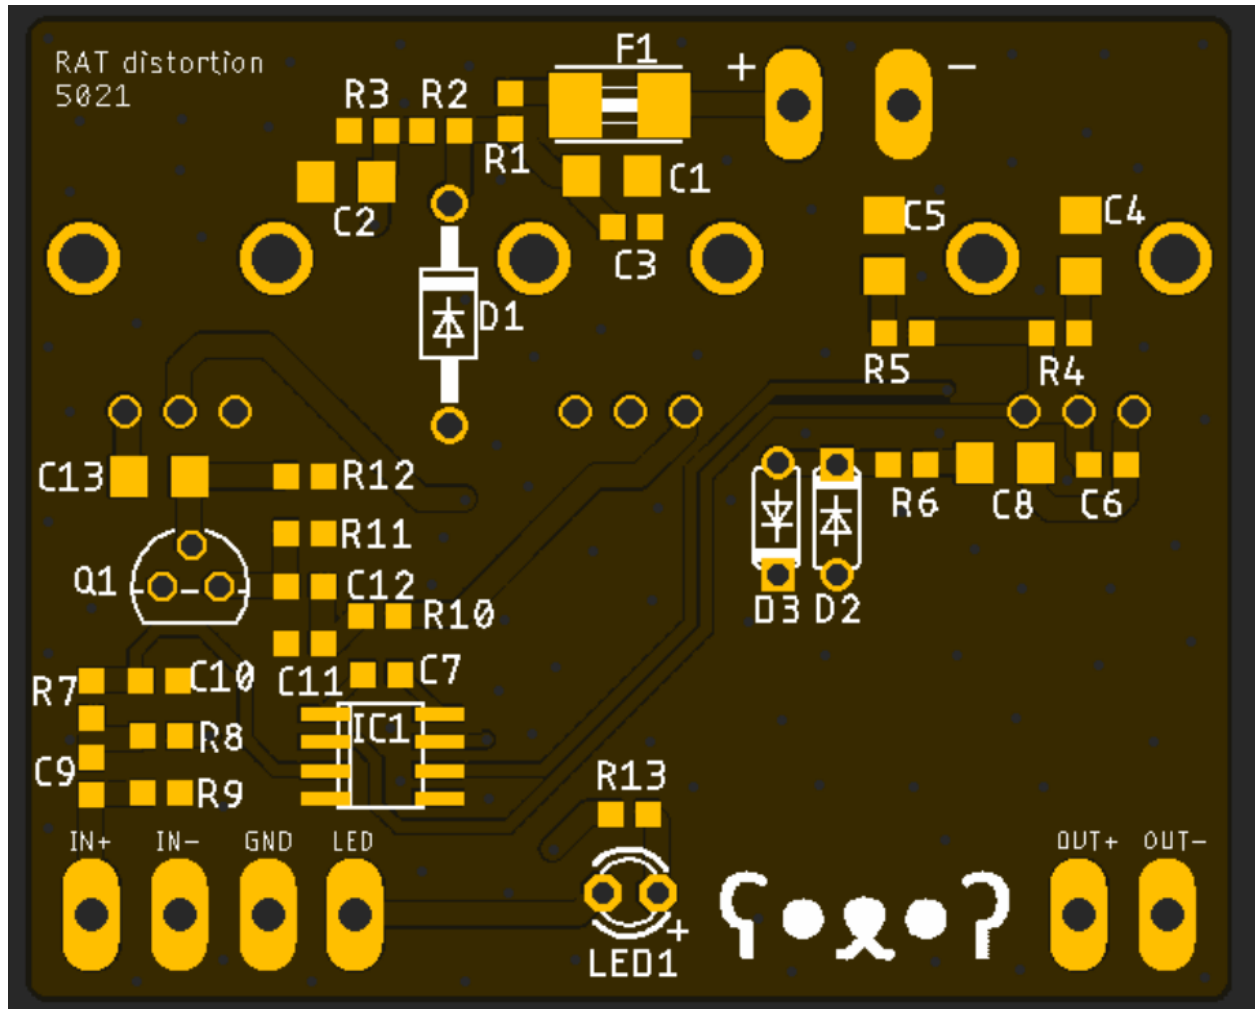 RAT distortion
5021
F1
+
-
R3
R2
R1
C1
C2
C3
C5
C4
D1
R5
R4
C13
R12
R6
C8
C6
R11
Q1
C12
D3
D2
R10
R7
C10
C11
C7
R8
IC1
C9
R9
R13
IN+
IN-
GND
LED
OUT+
OUT-
ʕ•ᴥ•ʔ
+
LED1